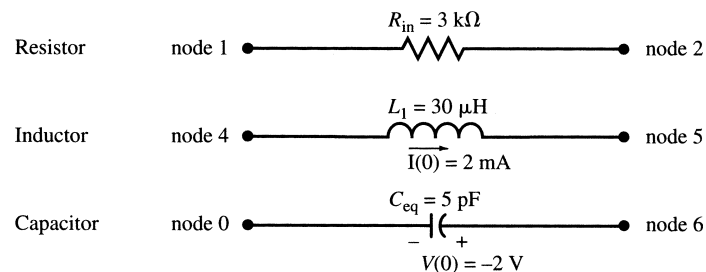 R_in = 3 kΩ
Resistor node 1 node 2
L_1 = 30 μH
Inductor node 4 node 5
I(0) = 2 mA
C_eq = 5 pF
Capacitor node 0 node 6
– +
V(0) = –2 V